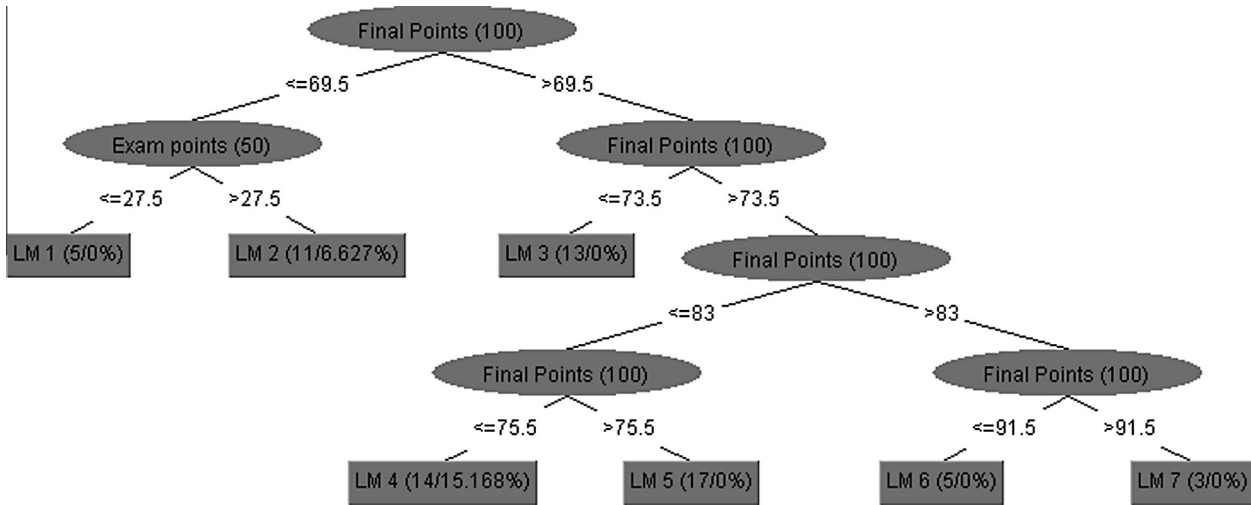 Final Points (100)
<=69.5
>69.5
Exam points (50)
Final Points (100)
<=27.5
>27.5
<=73.5
>73.5
LM 1 (5/0%)
LM 2 (11/6.627%)
LM 3 (13/0%)
Final Points (100)
<=83
>83
Final Points (100)
Final Points (100)
<=75.5
>75.5
<=91.5
>91.5
LM 4 (14/15.168%)
LM 5 (17/0%)
LM 6 (5/0%)
LM 7 (3/0%)